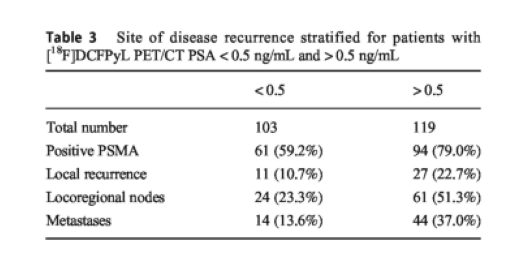 Table 3 Site of disease recurrence stratified for patients with
[¹⁸F]DCFPyL PET/CT PSA < 0.5 ng/mL and > 0.5 ng/mL
<0.5 >0.5
Total number 103 119
Positive PSMA 61 (59.2%) 94 (79.0%)
Local recurrence 11 (10.7%) 27 (22.7%)
Locoregional nodes 24 (23.3%) 61 (51.3%)
Metastases 14 (13.6%) 44 (37.0%)